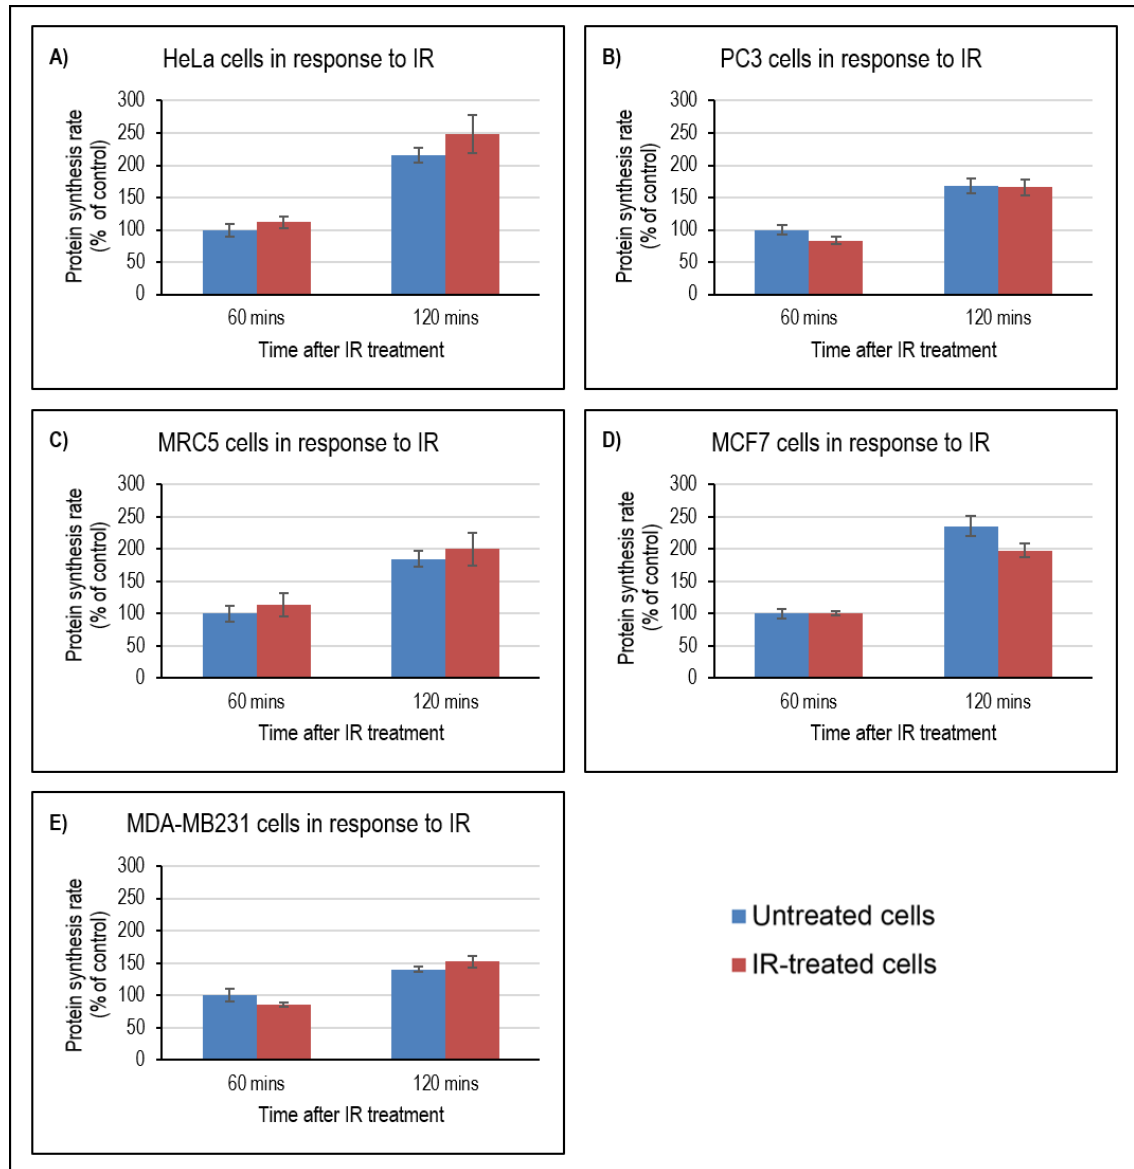 A)
HeLa cells in response to IR
Protein synthesis rate
(% of control)
300
250
200
150
100
50
0
60 mins
120 mins
Time after IR treatment
B)
PC3 cells in response to IR
Protein synthesis rate
(% of control)
300
250
200
150
100
50
0
60 mins
120 mins
Time after IR treatment
C)
MRC5 cells in response to IR
Protein synthesis rate
(% of control)
300
250
200
150
100
50
0
60 mins
120 mins
Time after IR treatment
D)
MCF7 cells in response to IR
Protein synthesis rate
(% of control)
300
250
200
150
100
50
0
60 mins
120 mins
Time after IR treatment
E)
MDA-MB231 cells in response to IR
Protein synthesis rate
(% of control)
300
250
200
150
100
50
0
60 mins
120 mins
Time after IR treatment
Untreated cells
IR-treated cells